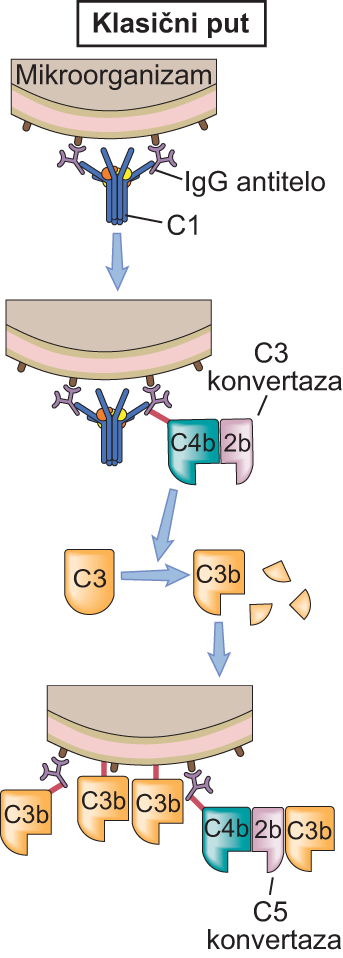 Klasični put
Mikroorganizam
IgG antitelo
C1
C3
konvertaza
C4b
2b
C3
C3b
C3b
C3b
C3b
C4b
2b
C3b
C5
konvertaza